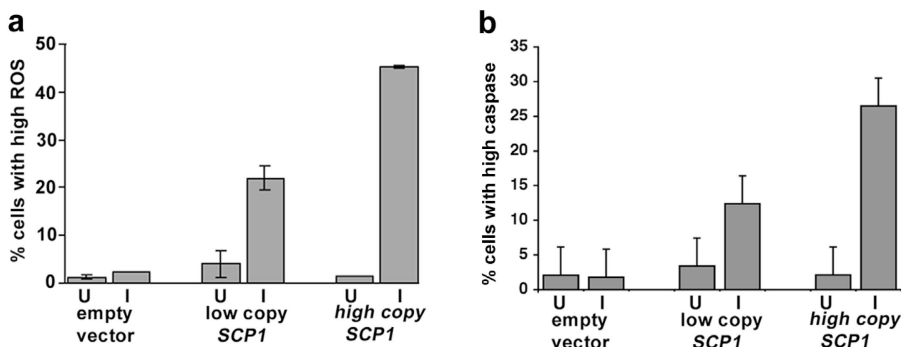 a
% cells with high ROS
50
40
30
20
10
0
U I U I U I
empty vector
low copy SCP1
high copy SCP1
b
% cells with high caspase
35
30
25
20
15
10
5
0
U I U I U I
empty vector
low copy SCP1
high copy SCP1